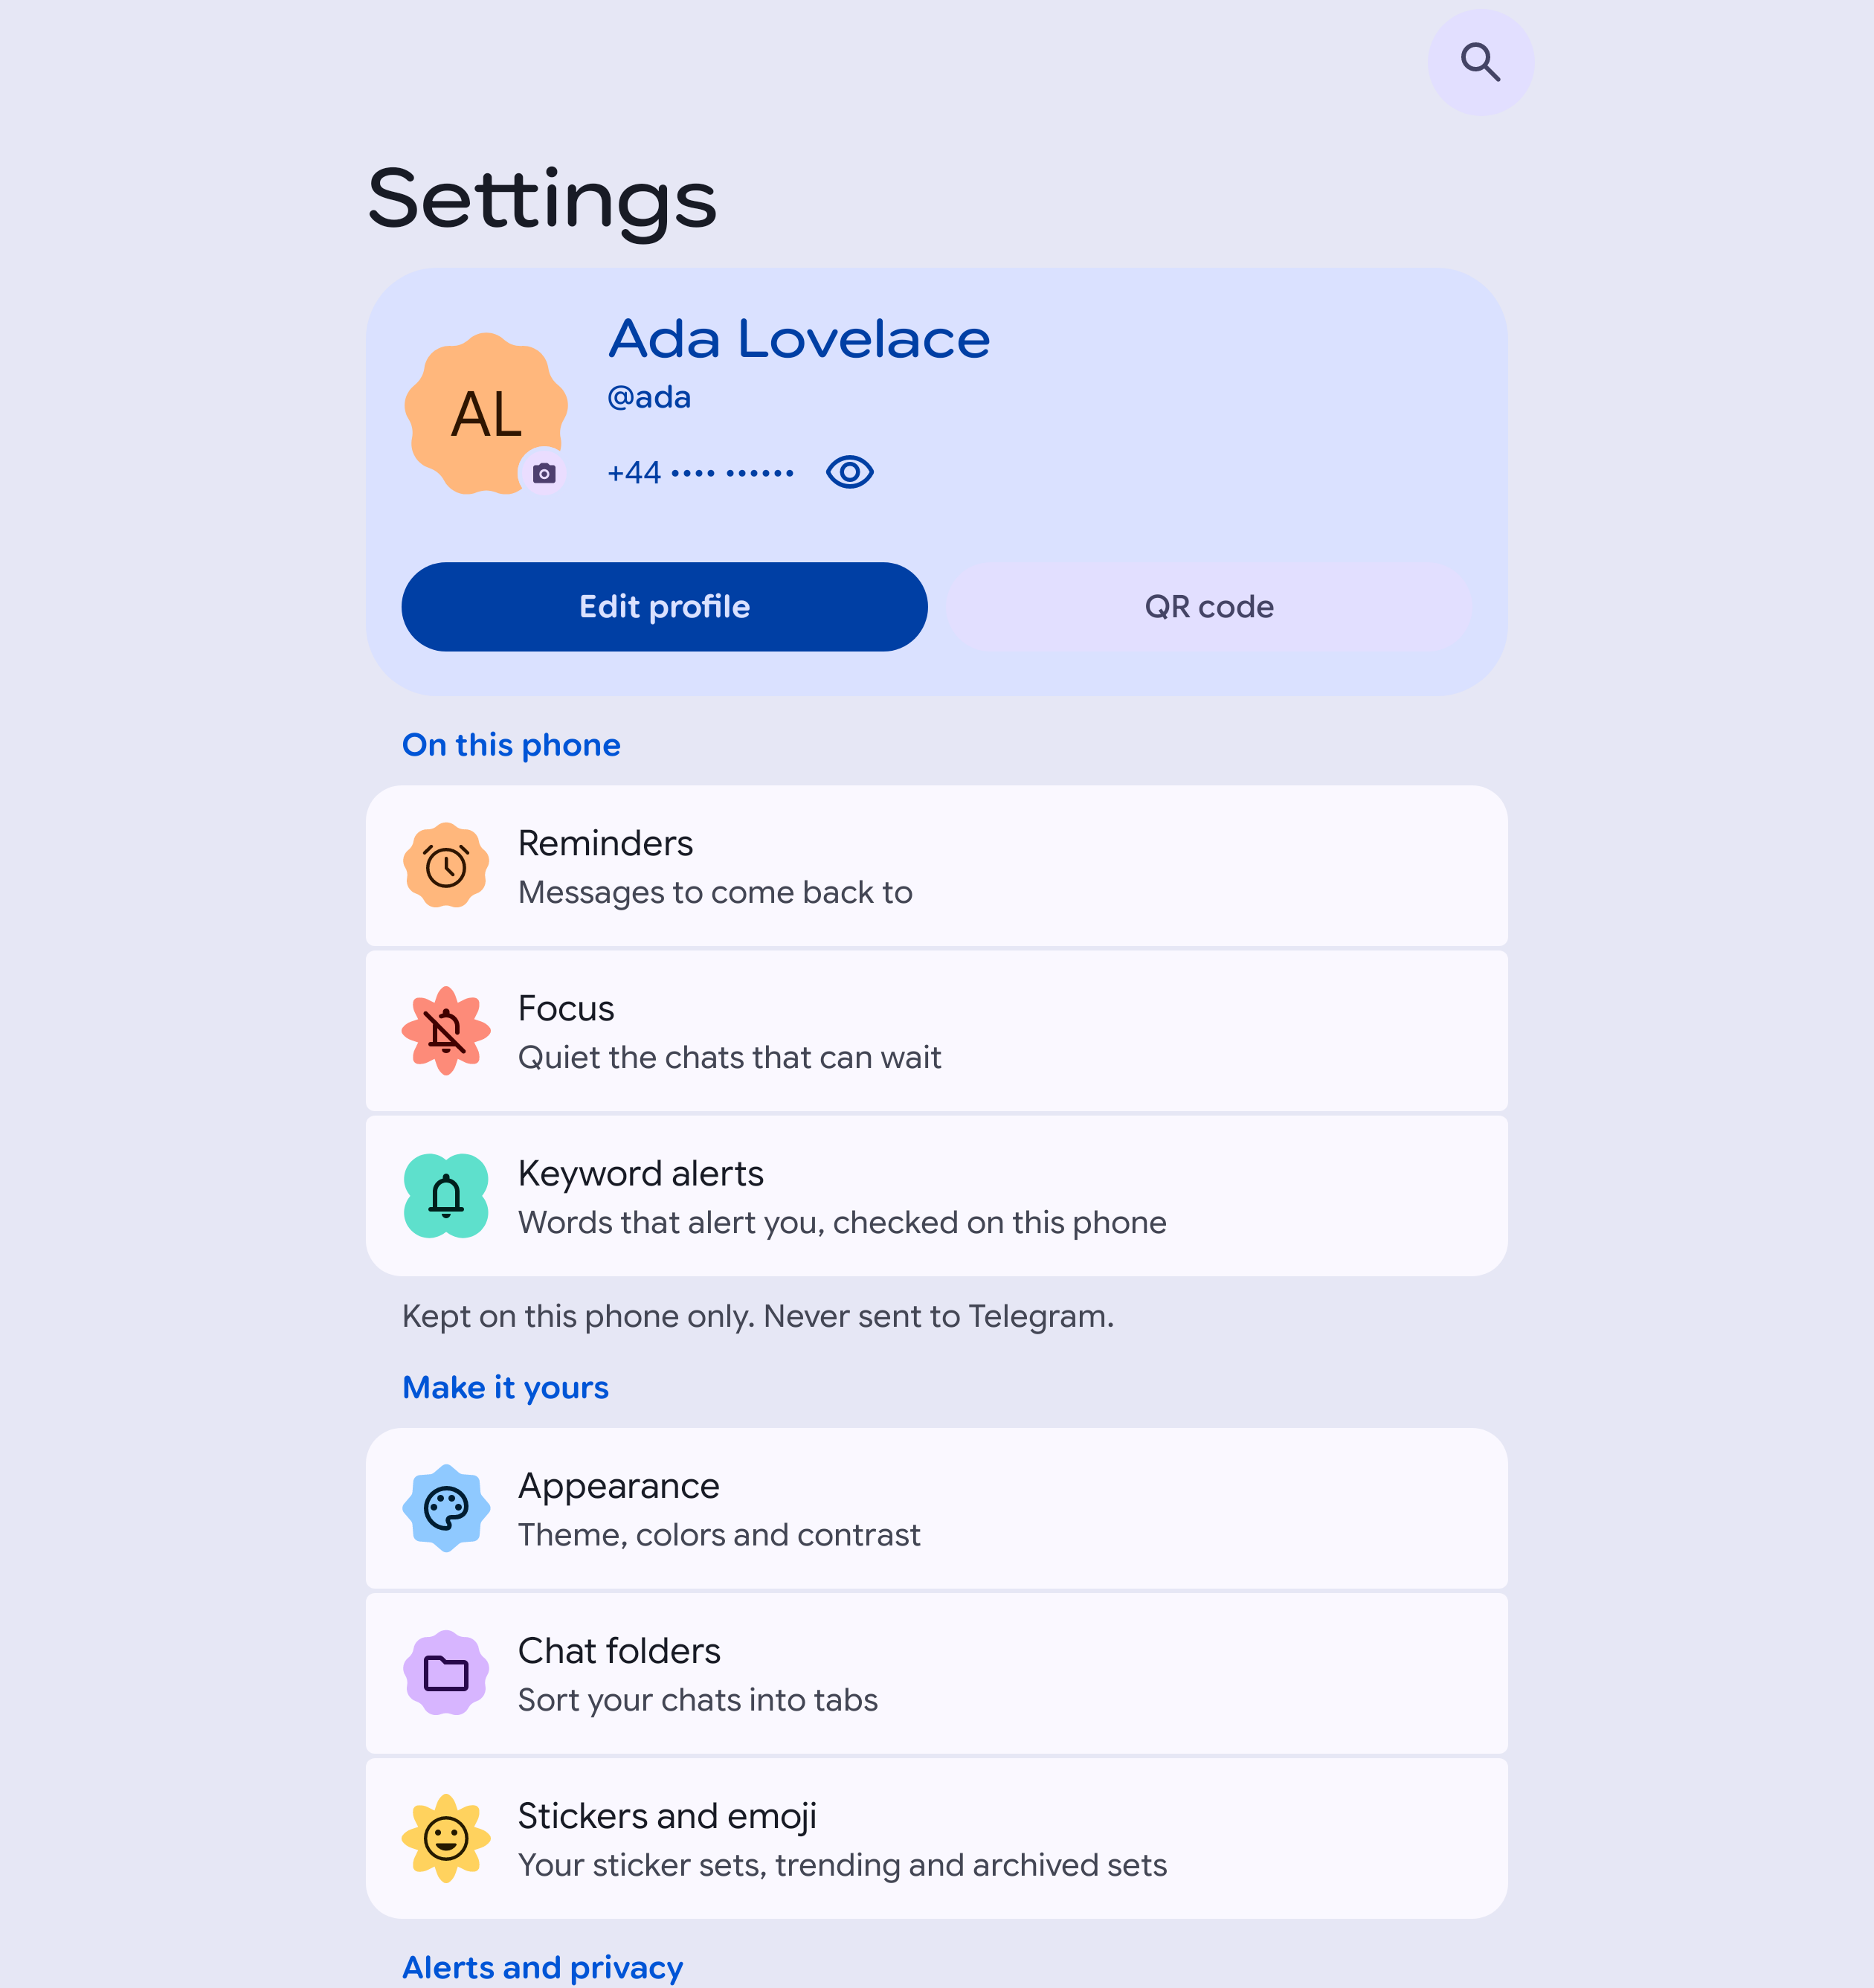 Settings
AL
Ada Lovelace
@ada
+44 •••• ••••••
Edit profile
QR code
On this phone
Reminders
Messages to come back to
Focus
Quiet the chats that can wait
Keyword alerts
Words that alert you, checked on this phone
Kept on this phone only. Never sent to Telegram.
Make it yours
Appearance
Theme, colors and contrast
Chat folders
Sort your chats into tabs
Stickers and emoji
Your sticker sets, trending and archived sets
Alerts and privacy